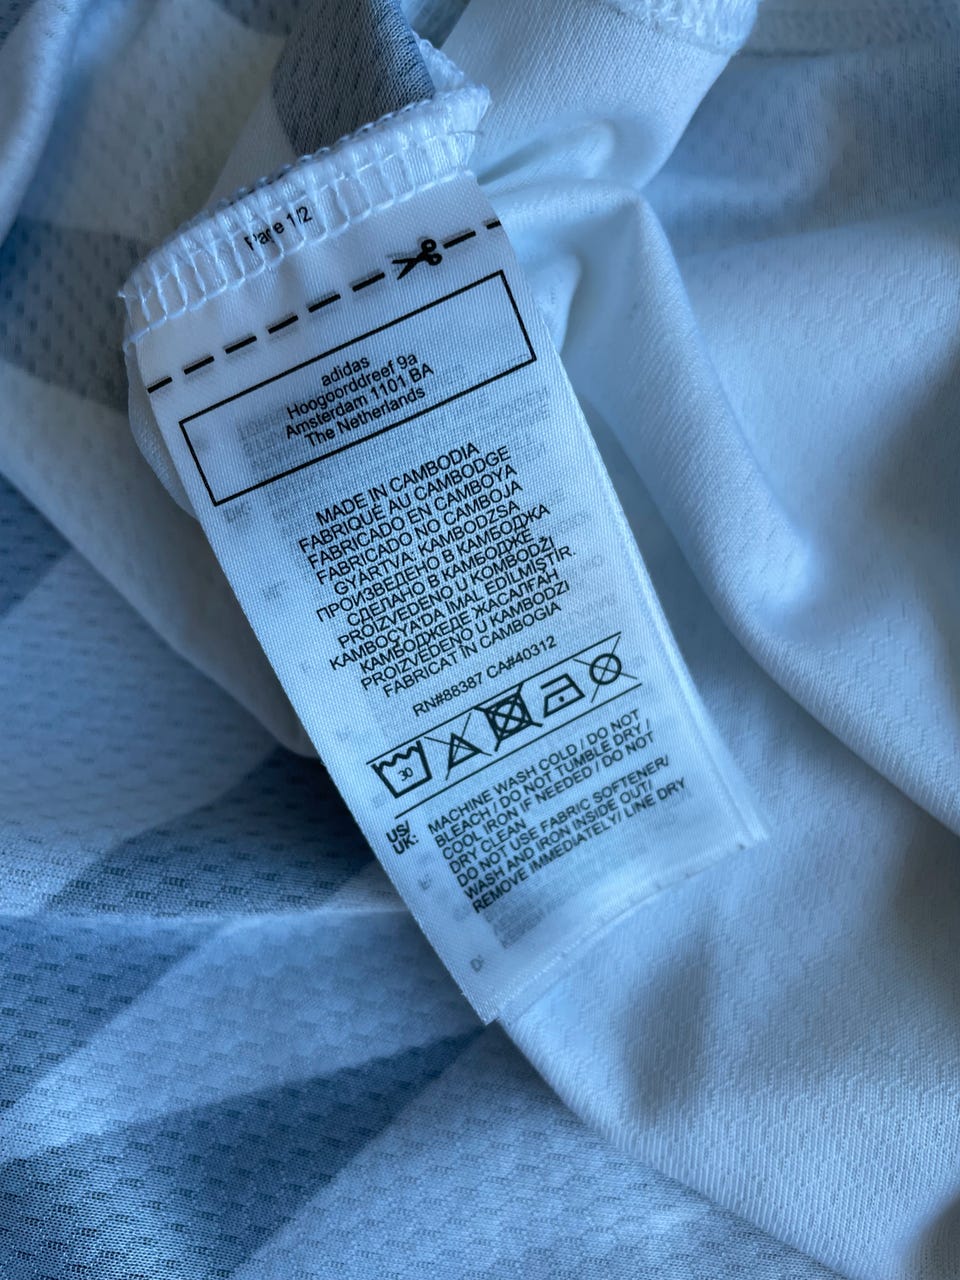 Page 1/2
adidas
Hoogoorddreef 9a
Amsterdam 1101 BA
The Netherlands
MADE IN CAMBODIA
FABRIQUÉ AU CAMBODGE
FABRICADO EN CAMBOYA
FABRICADO NO CAMBOJA
GYÁRTVA: KAMBODZSA
ПРОИЗВЕДЕНО В КАМБОДЖА
СДЕЛАНО В КАМБОДЖЕ
PROIZVEDENO U KOMBODŽI
KAMBOÇYA'DA İMAL EDİLMİŞTİR.
КАМБОДЖЕДЕ ЖАСАЛҒАН
PROIZVEDENO U KAMBODZI
FABRICAT ÎN CAMBOGIA
RN#88387 CA#40312
30
US/
UK:
MACHINE WASH COLD / DO NOT
BLEACH / DO NOT TUMBLE DRY /
COOL IRON IF NEEDED / DO NOT
DRY CLEAN
DO NOT USE FABRIC SOFTENER/
WASH AND IRON INSIDE OUT/
REMOVE IMMEDIATELY/ LINE DRY